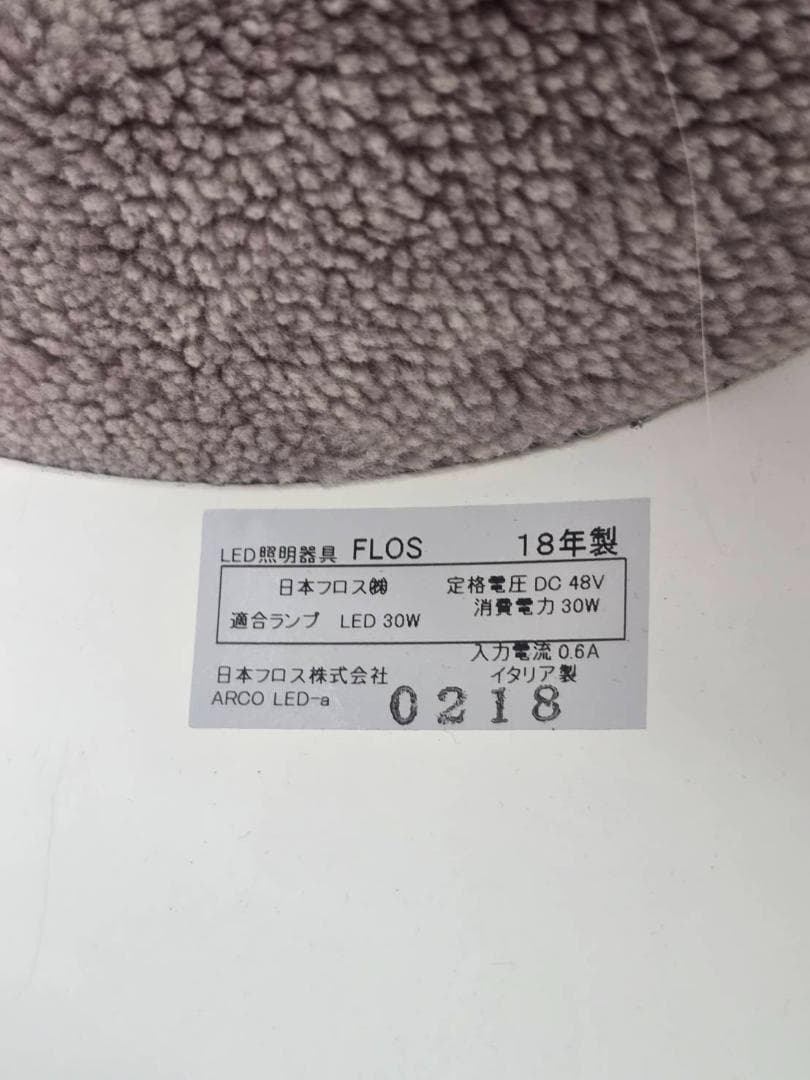 LED照明器具 FLOS 18年製
日本フロス㈱ 定格電圧 DC 48V
消費電力 30W
適合ランプ LED 30W
入力電流 0.6A
日本フロス株式会社 イタリア製
ARCO LED-a 0218